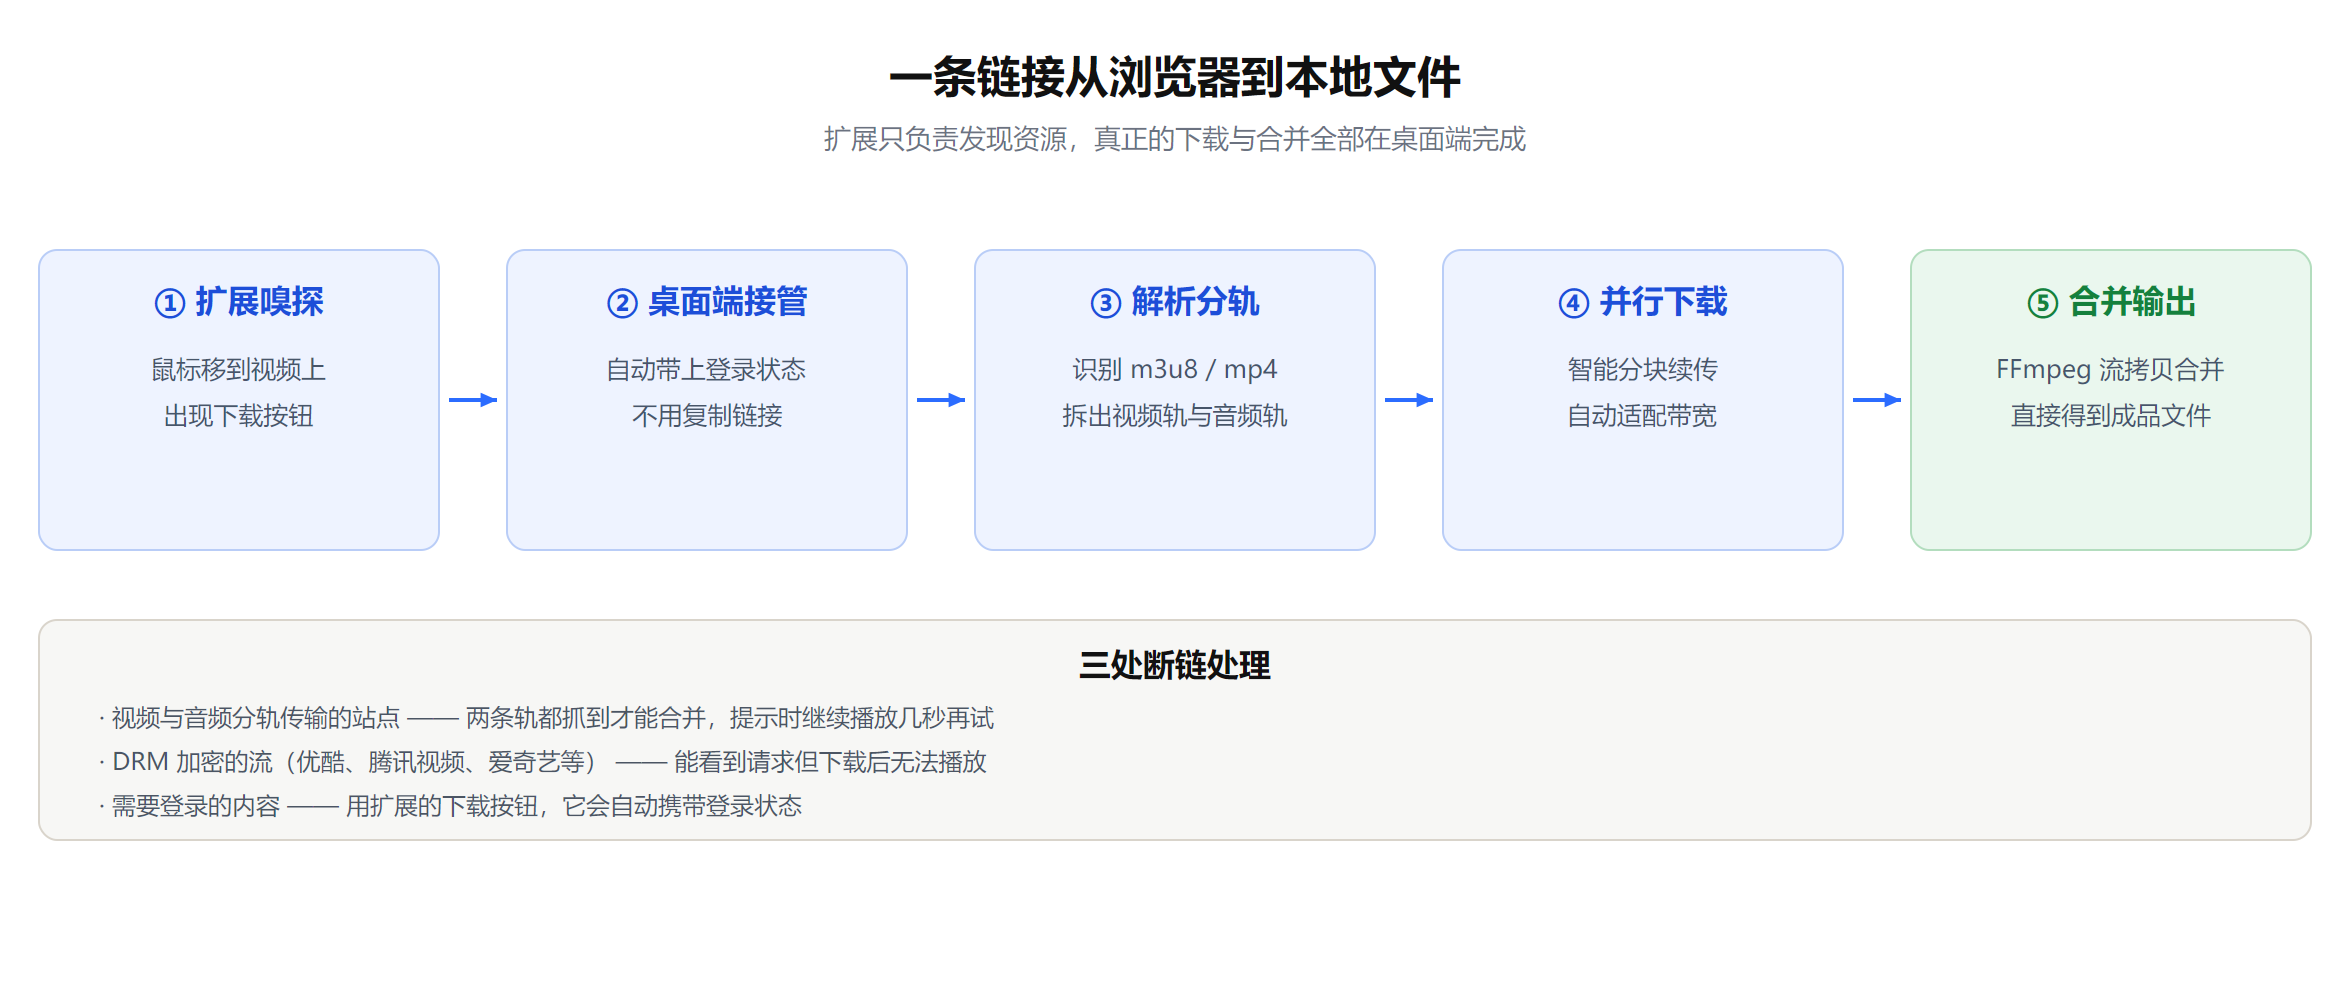 一条链接从浏览器到本地文件
扩展只负责发现资源，真正的下载与合并全部在桌面端完成
① 扩展嗅探
鼠标移到视频上
出现下载按钮
② 桌面端接管
自动带上登录状态
不用复制链接
③ 解析分轨
识别 m3u8 / mp4
拆出视频轨与音频轨
④ 并行下载
智能分块续传
自动适配带宽
⑤ 合并输出
FFmpeg 流拷贝合并
直接得到成品文件
三处断链处理
· 视频与音频分轨传输的站点 —— 两条轨都抓到才能合并，提示时继续播放几秒再试
· DRM 加密的流（优酷、腾讯视频、爱奇艺等） —— 能看到请求但下载后无法播放
· 需要登录的内容 —— 用扩展的下载按钮，它会自动携带登录状态